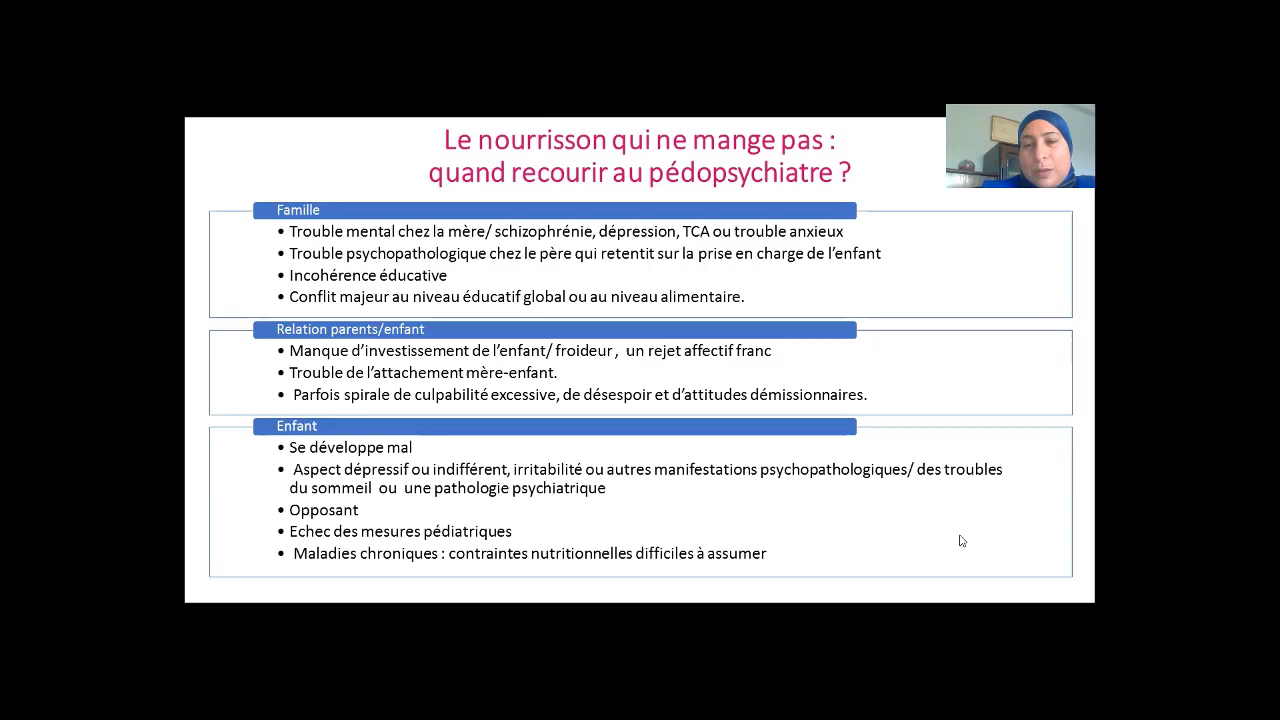 Le nourrisson qui ne mange pas :
quand recourir au pédopsychiatre ?
Famille
• Trouble mental chez la mère/ schizophrénie, dépression, TCA ou trouble anxieux
• Trouble psychopathologique chez le père qui retentit sur la prise en charge de l'enfant
• Incohérence éducative
• Conflit majeur au niveau éducatif global ou au niveau alimentaire.
Relation parents/enfant
• Manque d'investissement de l'enfant/ froideur , un rejet affectif franc
• Trouble de l'attachement mère-enfant.
• Parfois spirale de culpabilité excessive, de désespoir et d'attitudes démissionnaires.
Enfant
• Se développe mal
• Aspect dépressif ou indifférent, irritabilité ou autres manifestations psychopathologiques/ des troubles
du sommeil ou une pathologie psychiatrique
• Opposant
• Echec des mesures pédiatriques
• Maladies chroniques : contraintes nutritionnelles difficiles à assumer